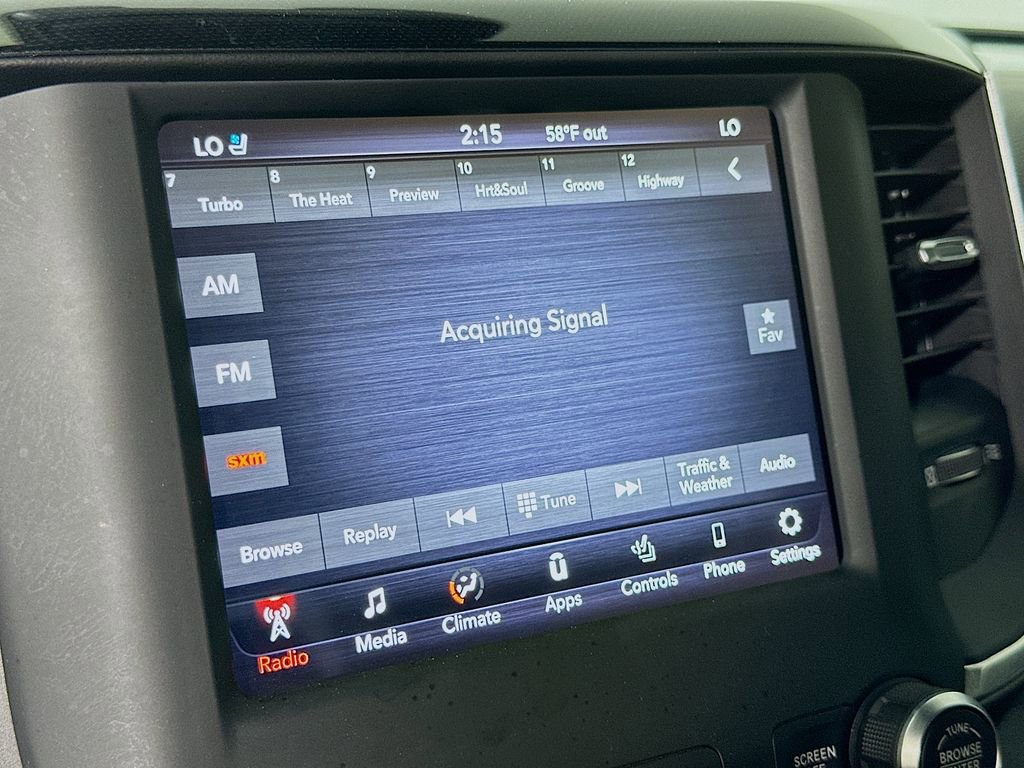 LO 2:15 58°F out LO
7 Turbo 8 The Heat 9 Preview 10 Hrt&Soul 11 Groove 12 Highway
AM
Acquiring Signal
Fav
FM
sxm
Browse Replay Tune Traffic & Weather Audio
Radio Media Climate Apps Controls Phone Settings
SCREEN
TUNE
BROWSE